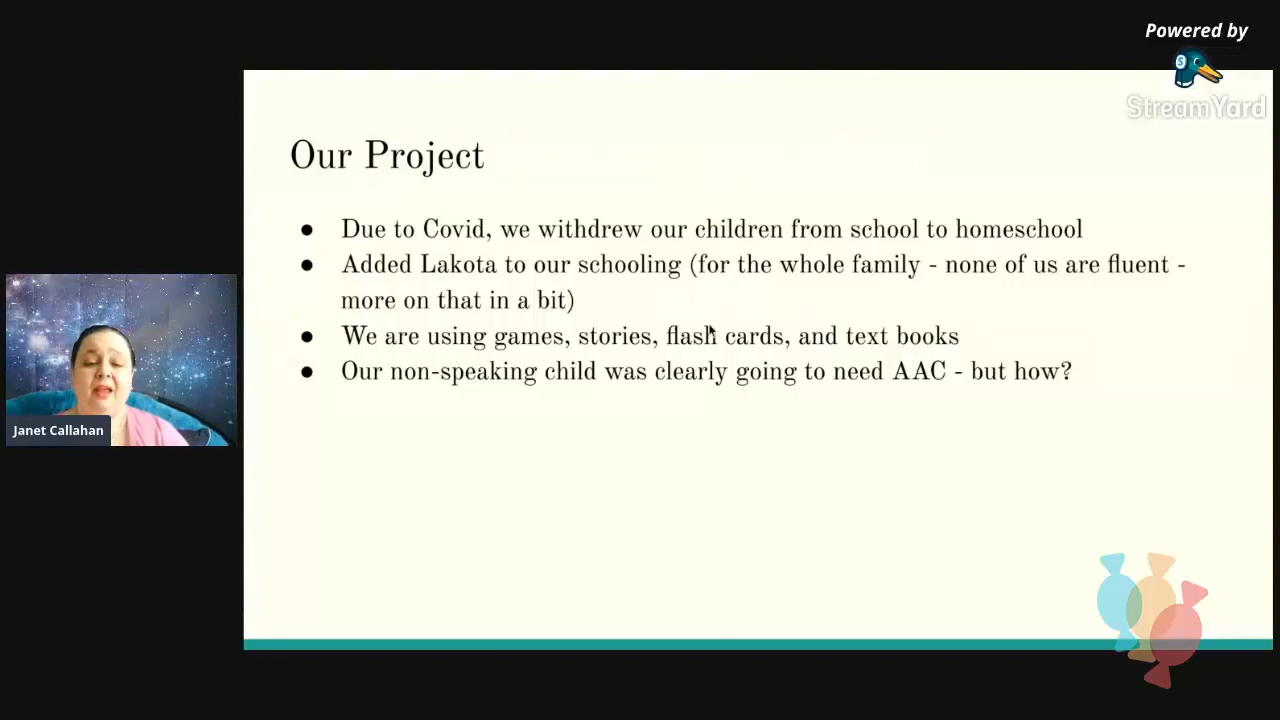 Powered by
StreamYard
Our Project
● Due to Covid, we withdrew our children from school to homeschool
● Added Lakota to our schooling (for the whole family - none of us are fluent -
more on that in a bit)
● We are using games, stories, flash cards, and text books
● Our non-speaking child was clearly going to need AAC - but how?
Janet Callahan